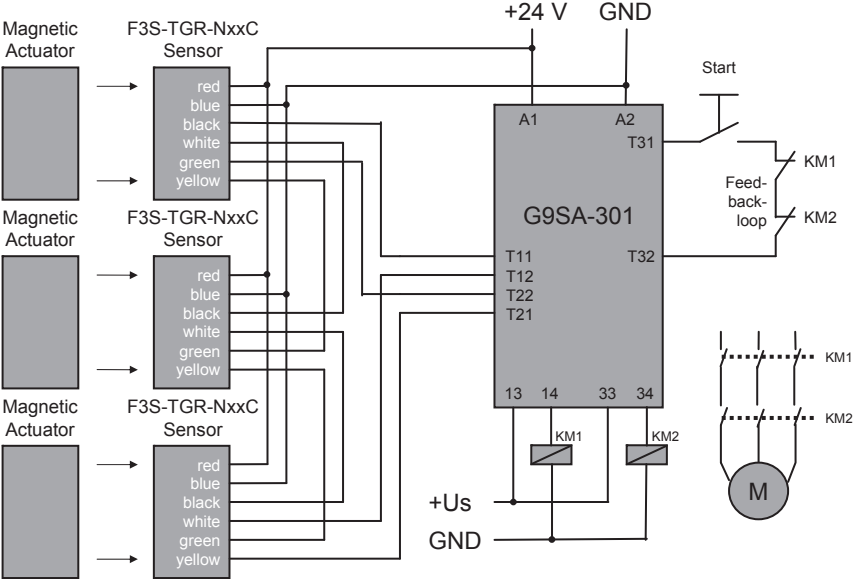 +24 V GND
Magnetic
Actuator
F3S-TGR-NxxC
Sensor
red
blue
black
white
green
yellow
Magnetic
Actuator
F3S-TGR-NxxC
Sensor
red
blue
black
white
green
yellow
Magnetic
Actuator
F3S-TGR-NxxC
Sensor
red
blue
black
white
green
yellow
A1 A2
T31
G9SA-301
T11 T32
T12
T22
T21
13 14 33 34
KM1 KM2
+Us
GND
Start
KM1
Feed-
back-
loop
KM2
KM1
KM2
M